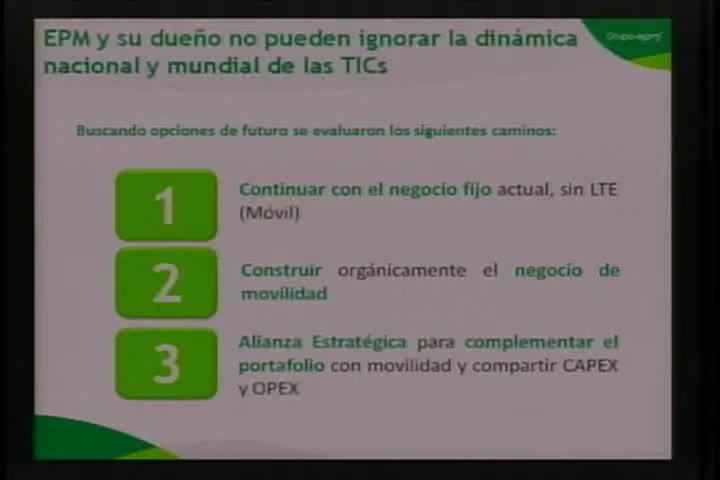 EPM y su dueño no pueden ignorar la dinámica
nacional y mundial de las TICs
Grupo·epm
Buscando opciones de futuro se evaluaron los siguientes caminos:
1
Continuar con el negocio fijo actual, sin LTE
(Móvil)
2
Construir orgánicamente el negocio de
movilidad
3
Alianza Estratégica para complementar el
portafolio con movilidad y compartir CAPEX
y OPEX